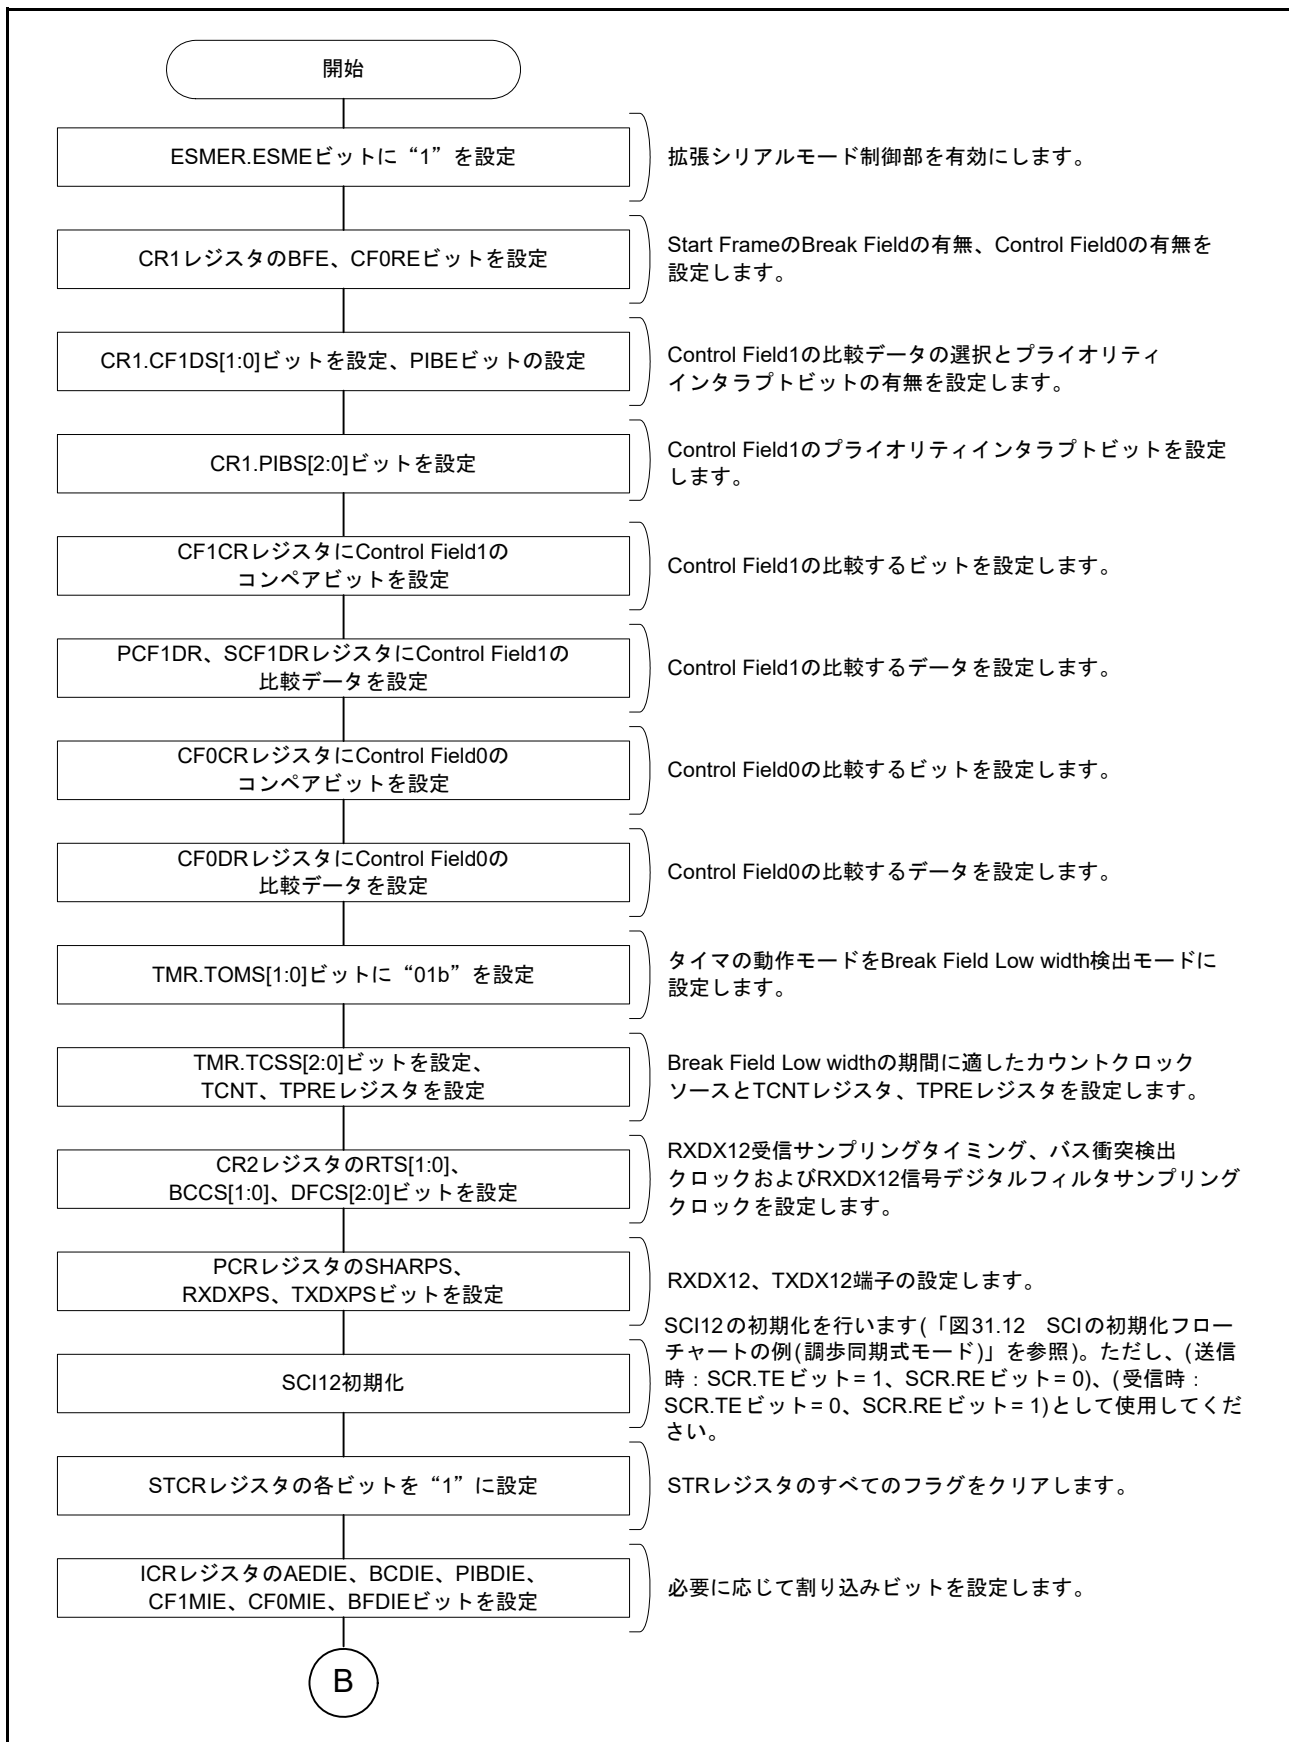 開始
ESMER.ESMEビットに“1”を設定
拡張シリアルモード制御部を有効にします。
CR1レジスタのBFE、CF0REビットを設定
Start FrameのBreak Fieldの有無、Control Field0の有無を
設定します。
CR1.CF1DS[1:0]ビットを設定、PIBEビットの設定
Control Field1の比較データの選択とプライオリティ
インタラプトビットの有無を設定します。
CR1.PIBS[2:0]ビットを設定
Control Field1のプライオリティインタラプトビットを設定
します。
CF1CRレジスタにControl Field1の
コンペアビットを設定
Control Field1の比較するビットを設定します。
PCF1DR、SCF1DRレジスタにControl Field1の
比較データを設定
Control Field1の比較するデータを設定します。
CF0CRレジスタにControl Field0の
コンペアビットを設定
Control Field0の比較するビットを設定します。
CF0DRレジスタにControl Field0の
比較データを設定
Control Field0の比較するデータを設定します。
TMR.TOMS[1:0]ビットに“01b”を設定
タイマの動作モードをBreak Field Low width検出モードに
設定します。
TMR.TCSS[2:0]ビットを設定、
TCNT、TPREレジスタを設定
Break Field Low widthの期間に適したカウントクロック
ソースとTCNTレジスタ、TPREレジスタを設定します。
CR2レジスタのRTS[1:0]、
BCCS[1:0]、DFCS[2:0]ビットを設定
RXDX12受信サンプリングタイミング、バス衝突検出
クロックおよびRXDX12信号デジタルフィルタサンプリング
クロックを設定します。
PCRレジスタのSHARPS、
RXDXPS、TXDXPSビットを設定
RXDX12、TXDX12端子の設定します。
SCI12初期化
SCI12の初期化を行います(「図31.12　SCIの初期化フロー
チャートの例(調歩同期式モード)」を参照)。ただし、(送信
時：SCR.TEビット= 1、SCR.REビット= 0)、(受信時：
SCR.TEビット= 0、SCR.REビット= 1)として使用してくだ
さい。
STCRレジスタの各ビットを“1”に設定
STRレジスタのすべてのフラグをクリアします。
ICRレジスタのAEDIE、BCDIE、PIBDIE、
CF1MIE、CF0MIE、BFDIEビットを設定
必要に応じて割り込みビットを設定します。
B